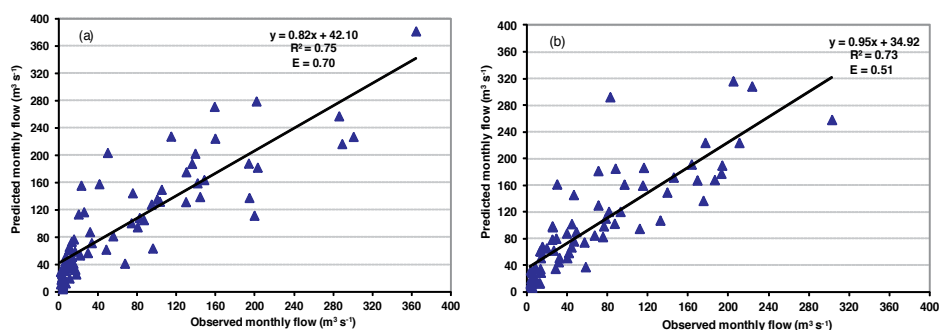 (a)
y = 0.82x + 42.10
R² = 0.75
E = 0.70
Predicted monthly flow (m³ s⁻¹)
400
360
320
280
240
200
160
120
80
40
0
0 40 80 120 160 200 240 280 320 360 400
Observed monthly flow (m³ s⁻¹)
(b)
y = 0.95x + 34.92
R² = 0.73
E = 0.51
Predicted monthly flow (m³ s⁻¹)
400
360
320
280
240
200
160
120
80
40
0
0 40 80 120 160 200 240 280 320 360 400
Observed monthly flow (m³ s⁻¹)